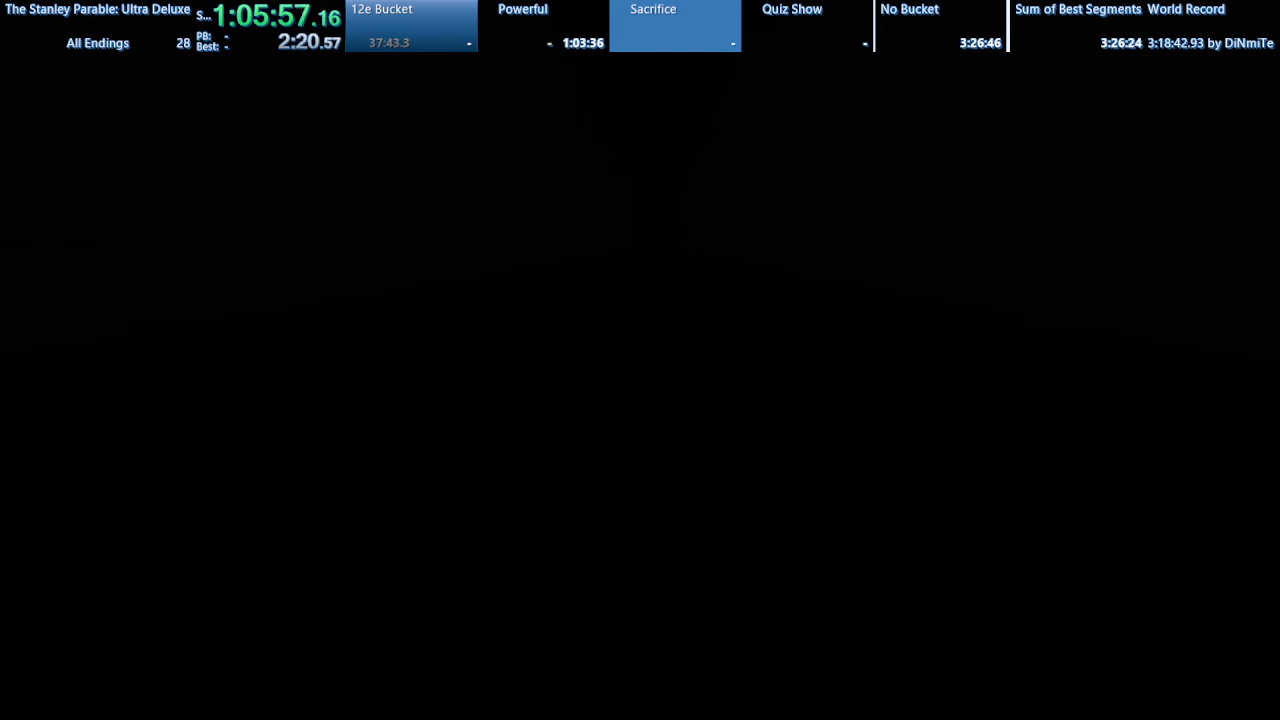 The Stanley Parable: Ultra Deluxe
All Endings 28
S... 1:05:57.16
PB: -
Best: -
2:20.57
12e Bucket
37:43.3 -
Powerful
- 1:03:36
Sacrifice
-
Quiz Show
-
No Bucket
3:26:46
Sum of Best Segments
3:26:24
World Record
3:18:42.93 by DiNmiTe